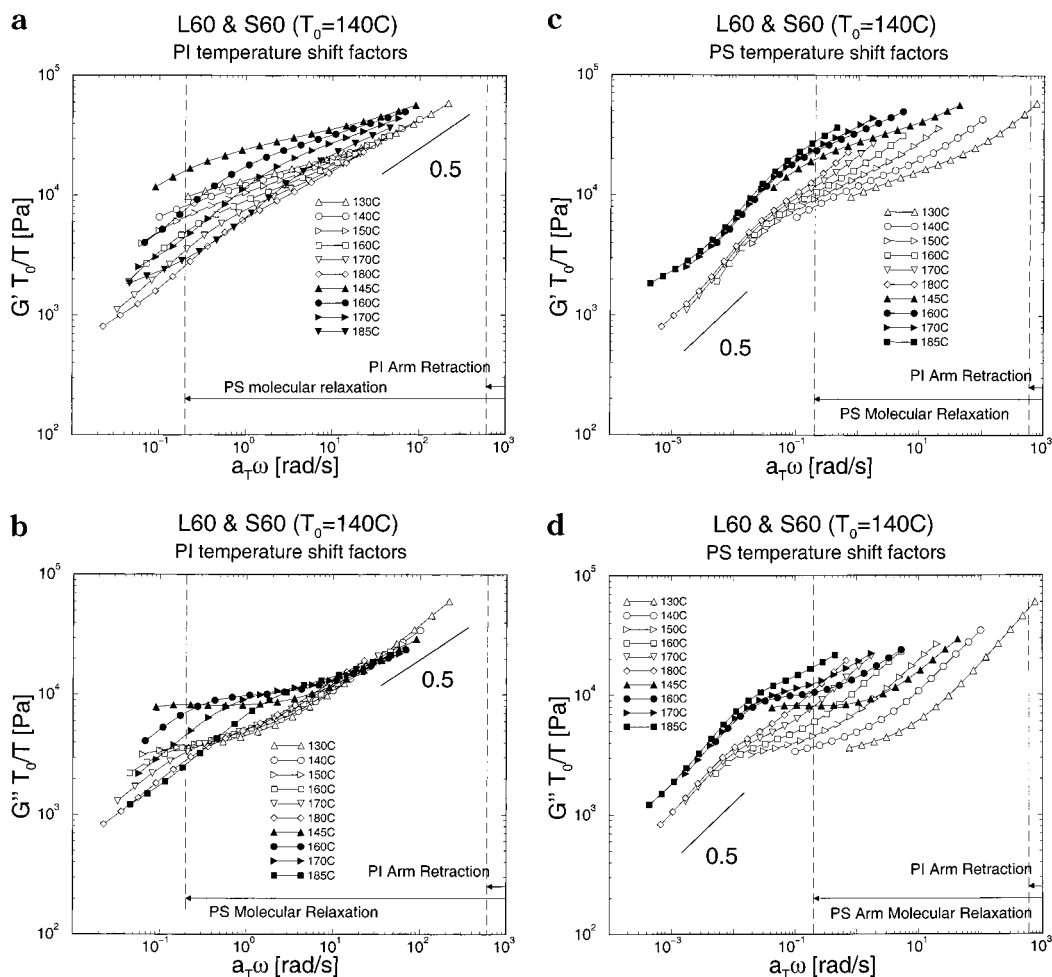 a
L60 & S60 (T0=140C)
PI temperature shift factors
G' T0/T [Pa]
10^5
10^4
10^3
10^2
0.5
130C
140C
150C
160C
170C
180C
145C
160C
170C
185C
PI Arm Retraction
PS molecular relaxation
10^-1
10^0
10^1
10^2
10^3
aTω [rad/s]
c
L60 & S60 (T0=140C)
PS temperature shift factors
G' T0/T [Pa]
10^5
10^4
10^3
10^2
0.5
130C
140C
150C
160C
170C
180C
145C
160C
170C
185C
PI Arm Retraction
PS Molecular Relaxation
10^-3
10^-1
10^1
10^3
aTω [rad/s]
b
L60 & S60 (T0=140C)
PI temperature shift factors
G'' T0/T [Pa]
10^5
10^4
10^3
10^2
0.5
130C
140C
150C
160C
170C
180C
145C
160C
170C
185C
PI Arm Retraction
PS Molecular Relaxation
10^-1
10^0
10^1
10^2
10^3
aTω [rad/s]
d
L60 & S60 (T0=140C)
PS temperature shift factors
G'' T0/T [Pa]
10^5
10^4
10^3
10^2
130C
140C
150C
160C
170C
180C
145C
160C
170C
185C
0.5
PI Arm Retraction
PS Arm Molecular Relaxation
10^-3
10^-1
10^1
10^3
aTω [rad/s]